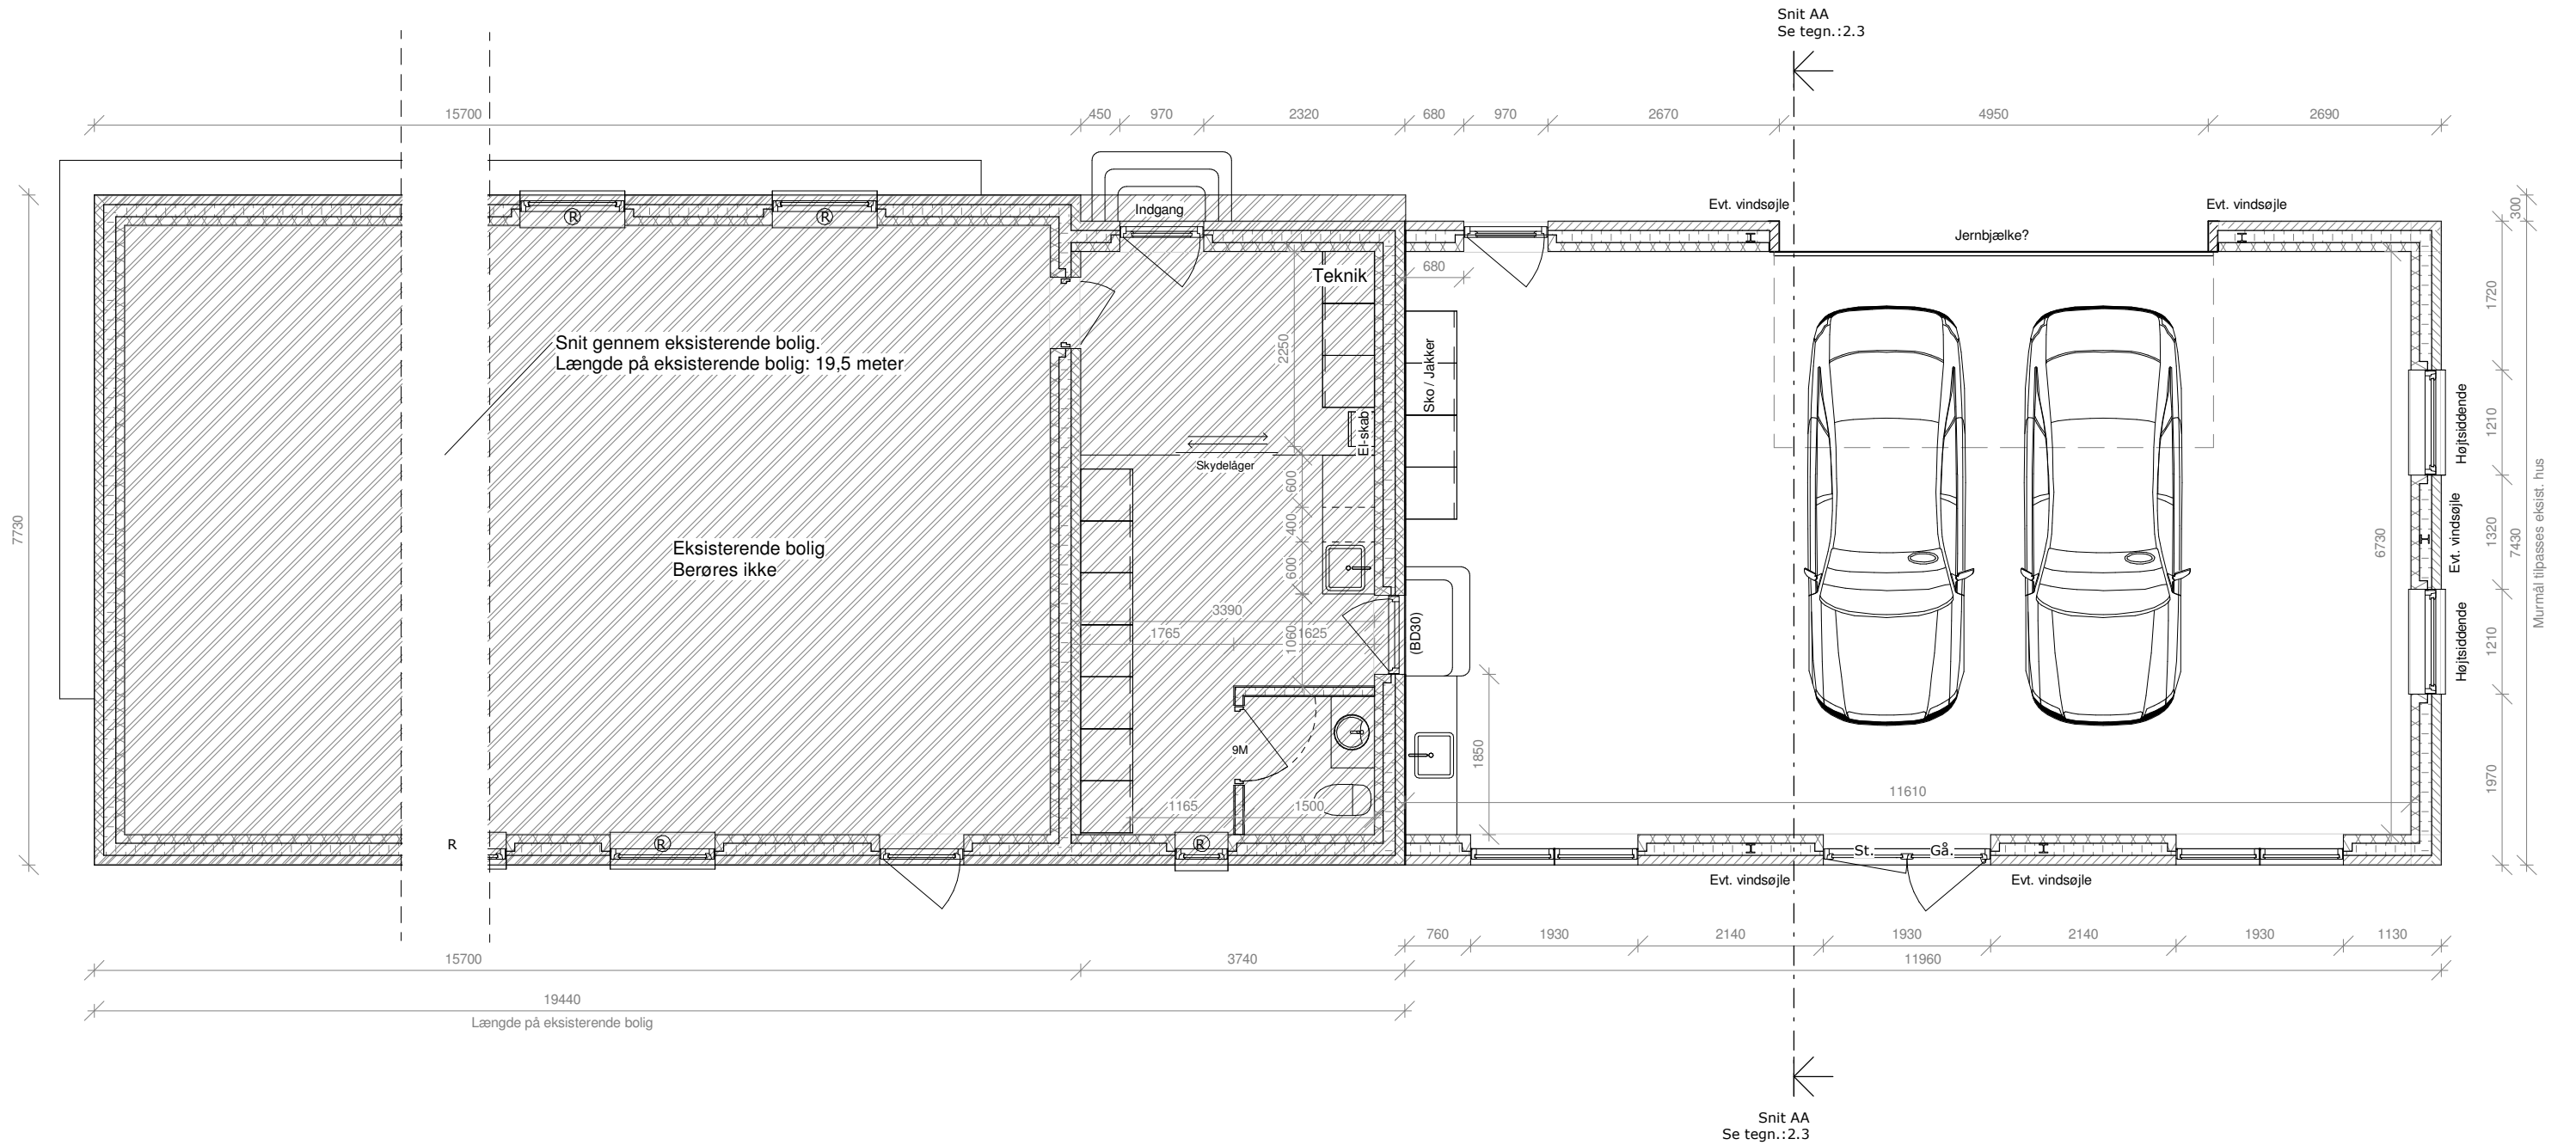 Snit AA
Se tegn.:2.3
15700
450
970
2320
680
970
2670
4950
2690
300
Evt. vindsøjle
Evt. vindsøjle
Indgang
Jernbjælke?
R
R
Teknik
680
1720
Snit gennem eksisterende bolig.
Længde på eksisterende bolig: 19,5 meter
2250
Sko / Jakker
Højtsiddende
1210
El-skab
Skydelåger
600
400
600
7730
Eksisterende bolig
Berøres ikke
6730
Evt. vindsøjle
1320
7430
Murmål tilpasses eksist. hus
3390
1765
1625
1060
(BD30)
1210
Højtsiddende
9M
1850
1970
11610
1165
1500
R
R
R
St.
Gå.
Evt. vindsøjle
Evt. vindsøjle
760
1930
2140
1930
2140
1930
1130
15700
3740
11960
19440
Længde på eksisterende bolig
Snit AA
Se tegn.:2.3